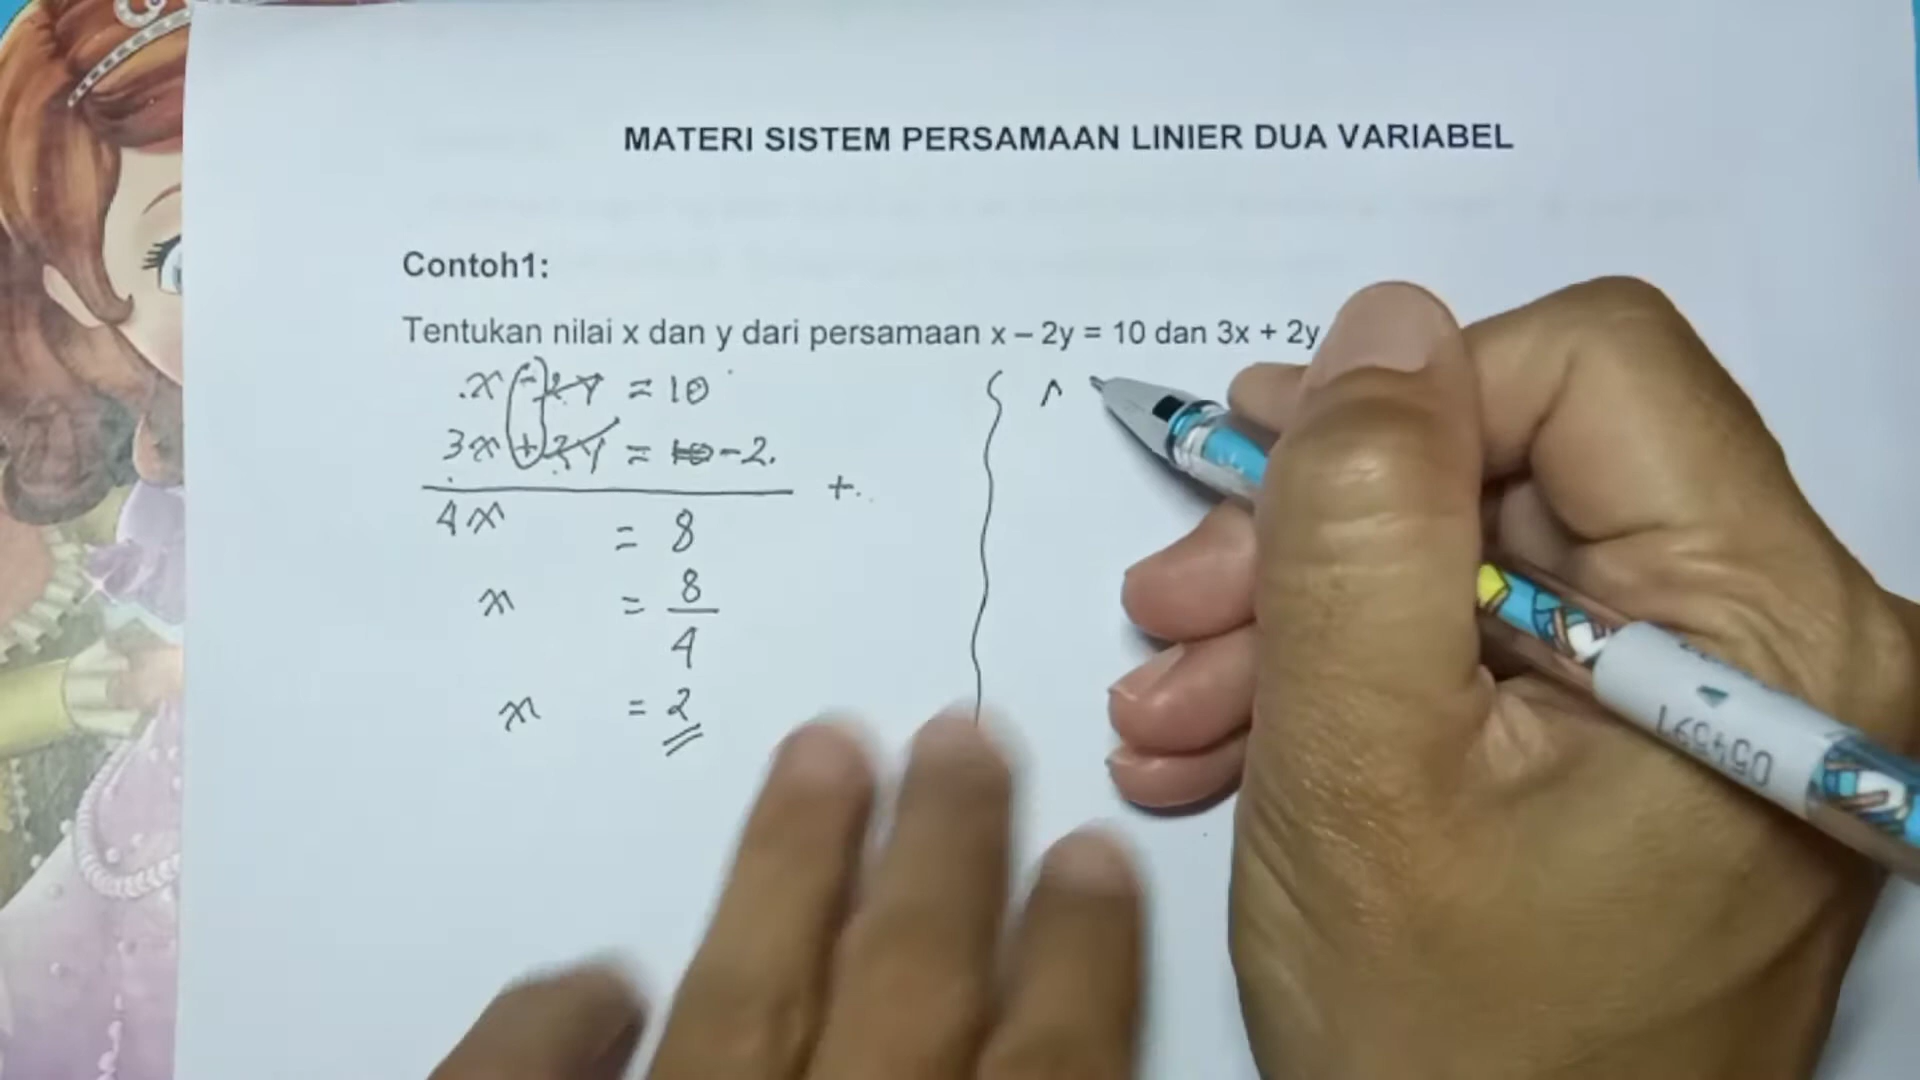 MATERI SISTEM PERSAMAAN LINIER DUA VARIABEL
Contoh1:
Tentukan nilai x dan y dari persamaan x – 2y = 10 dan 3x + 2y
x - 2y = 10
3x + 2y = -2.
+
4x = 8
x = 8/4
x = 2
054591